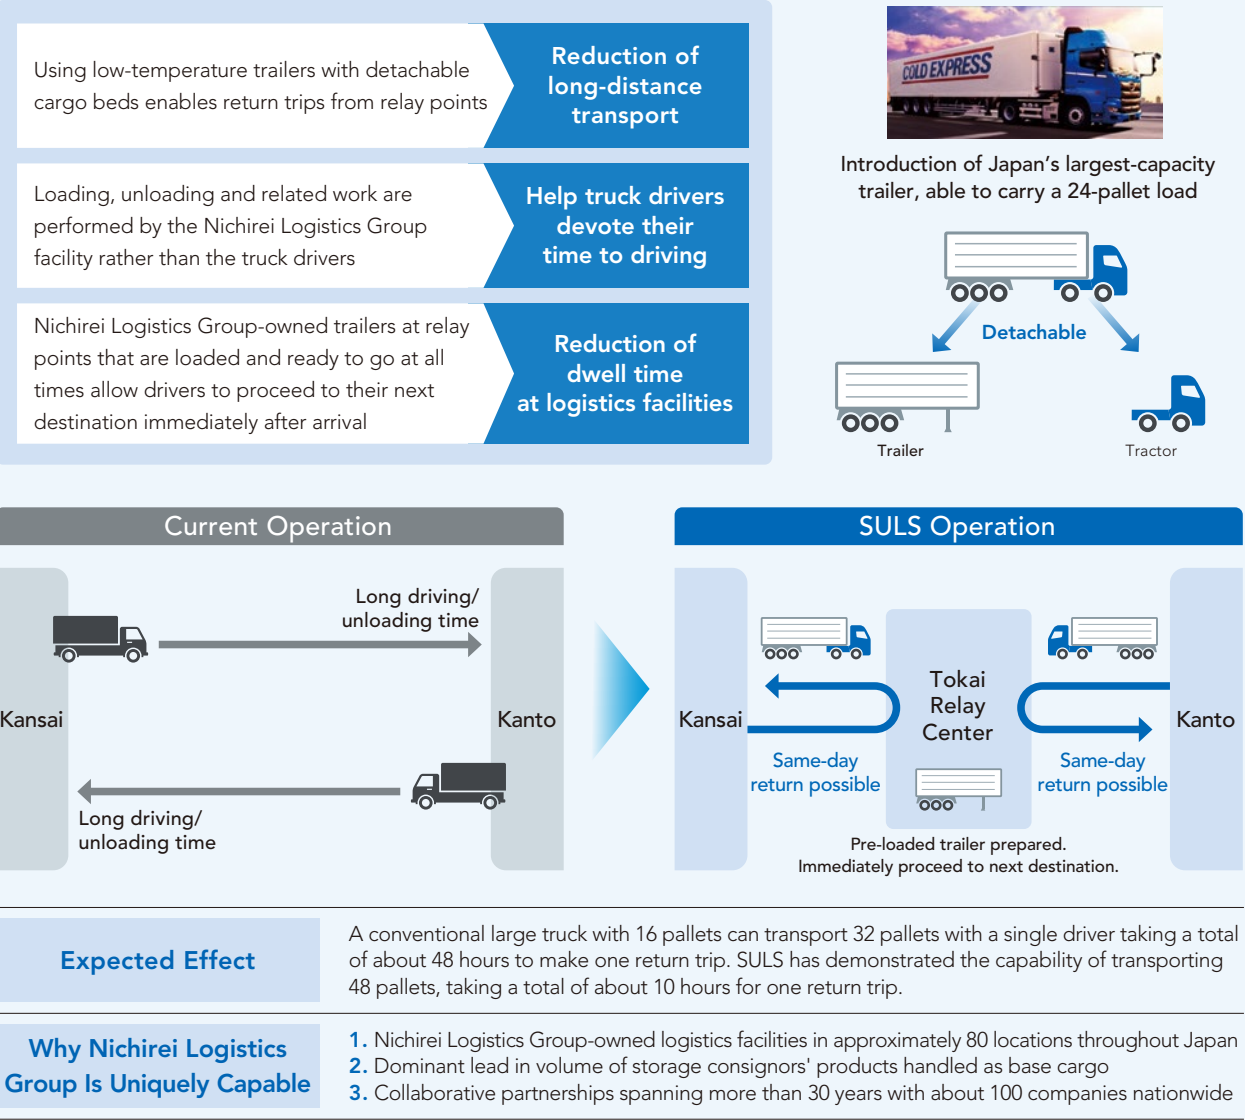 Using low-temperature trailers with detachable
cargo beds enables return trips from relay points
Reduction of
long-distance
transport
Loading, unloading and related work are
performed by the Nichirei Logistics Group
facility rather than the truck drivers
Help truck drivers
devote their
time to driving
Nichirei Logistics Group-owned trailers at relay
points that are loaded and ready to go at all
times allow drivers to proceed to their next
destination immediately after arrival
Reduction of
dwell time
at logistics facilities
COLD EXPRESS
Introduction of Japan's largest-capacity
trailer, able to carry a 24-pallet load
Detachable
Trailer
Tractor
Current Operation
Long driving/
unloading time
Kansai
Kanto
Long driving/
unloading time
SULS Operation
Kansai
Tokai
Relay
Center
Kanto
Same-day
return possible
Same-day
return possible
Pre-loaded trailer prepared.
Immediately proceed to next destination.
Expected Effect
A conventional large truck with 16 pallets can transport 32 pallets with a single driver taking a total
of about 48 hours to make one return trip. SULS has demonstrated the capability of transporting
48 pallets, taking a total of about 10 hours for one return trip.
Why Nichirei Logistics
Group Is Uniquely Capable
1. Nichirei Logistics Group-owned logistics facilities in approximately 80 locations throughout Japan
2. Dominant lead in volume of storage consignors' products handled as base cargo
3. Collaborative partnerships spanning more than 30 years with about 100 companies nationwide